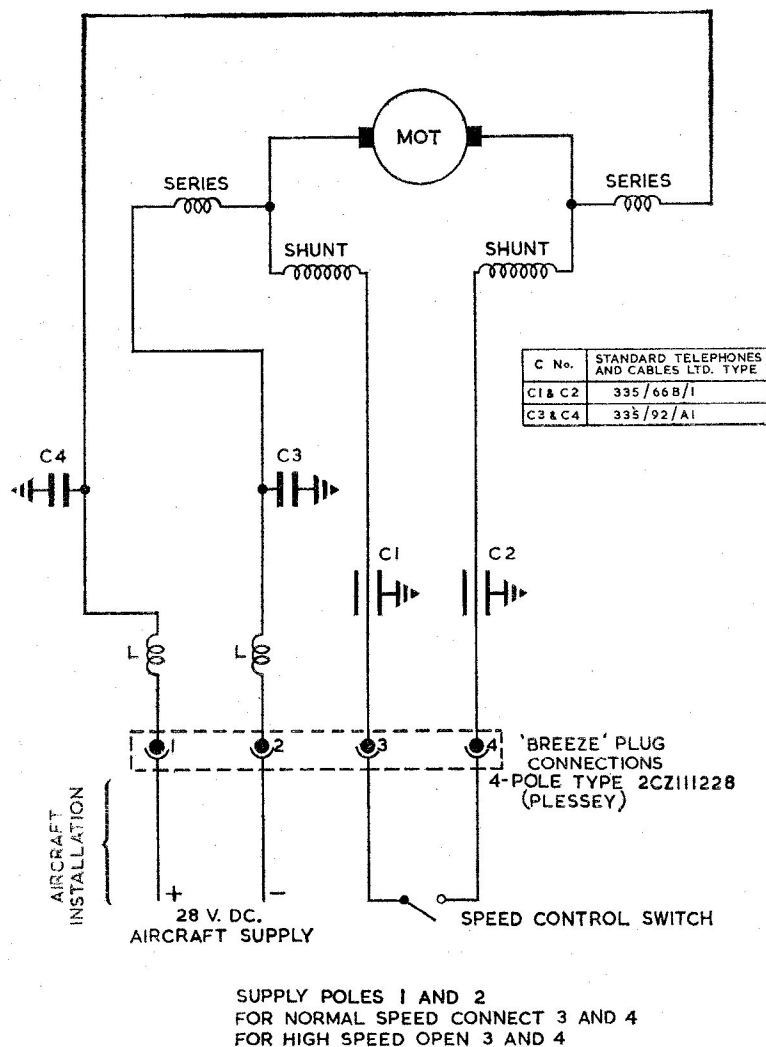 MOT
SERIES
SERIES
SHUNT
SHUNT
C No.
STANDARD TELEPHONES
AND CABLES LTD. TYPE
C1 & C2
335/66B/1
C3 & C4
335/92/A1
C4
C3
C1
C2
L
L
1
2
3
4
'BREEZE' PLUG
CONNECTIONS
4-POLE TYPE 2CZ111228
(PLESSEY)
AIRCRAFT
INSTALLATION
+
−
28 V. DC.
AIRCRAFT SUPPLY
SPEED CONTROL SWITCH
SUPPLY POLES 1 AND 2
FOR NORMAL SPEED CONNECT 3 AND 4
FOR HIGH SPEED OPEN 3 AND 4